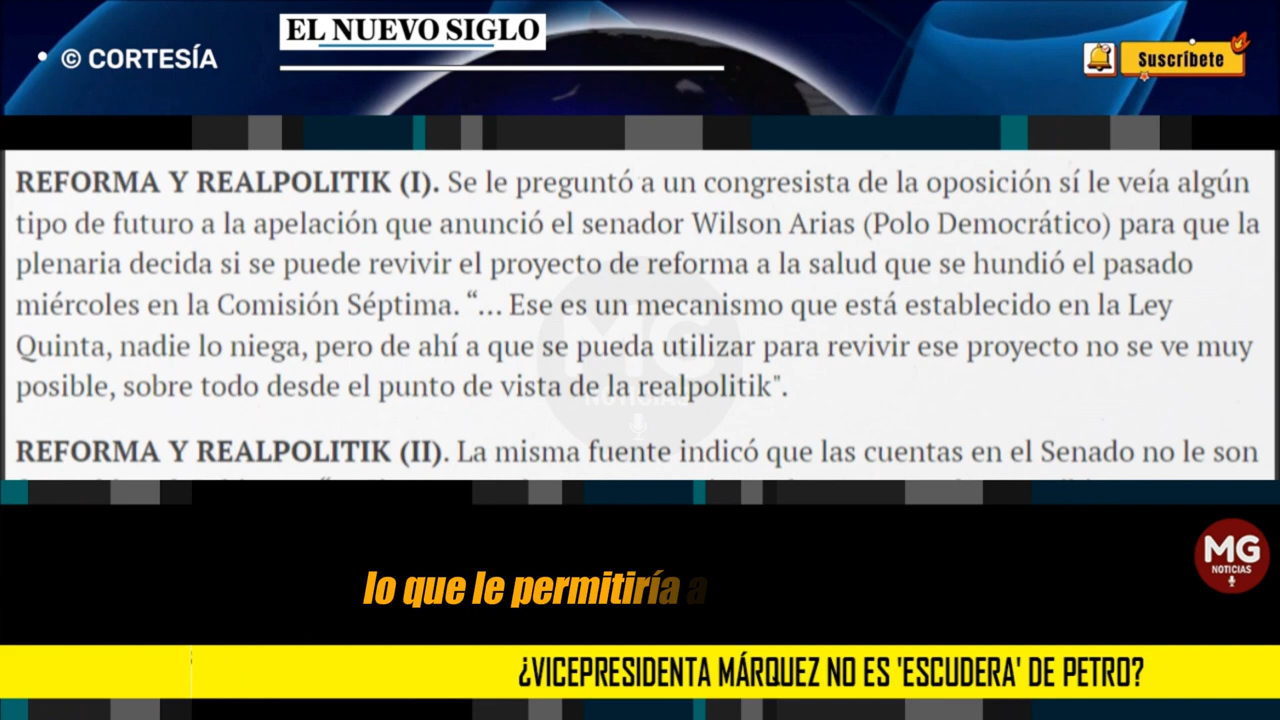 EL NUEVO SIGLO
© CORTESÍA
Suscríbete
REFORMA Y REALPOLITIK (I). Se le preguntó a un congresista de la oposición sí le veía algún
tipo de futuro a la apelación que anunció el senador Wilson Arias (Polo Democrático) para que la
plenaria decida si se puede revivir el proyecto de reforma a la salud que se hundió el pasado
miércoles en la Comisión Séptima. “... Ese es un mecanismo que está establecido en la Ley
Quinta, nadie lo niega, pero de ahí a que se pueda utilizar para revivir ese proyecto no se ve muy
posible, sobre todo desde el punto de vista de la realpolitik".
MG
NOTICIAS
REFORMA Y REALPOLITIK (II). La misma fuente indicó que las cuentas en el Senado no le son
MG
NOTICIAS
lo que le permitiría a
¿VICEPRESIDENTA MÁRQUEZ NO ES 'ESCUDERA' DE PETRO?